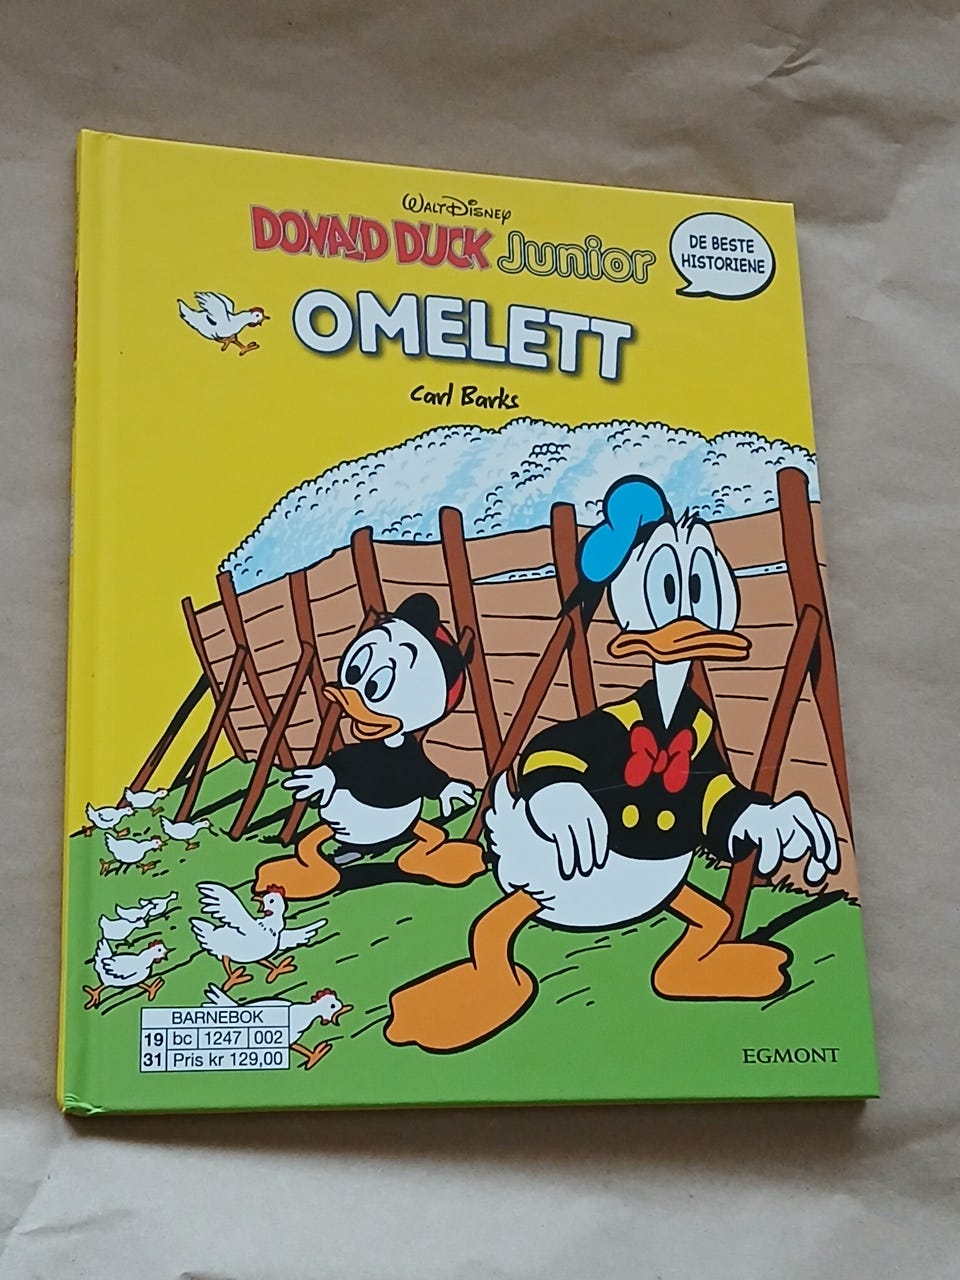 WALT DISNEY
DONALD DUCK Junior
DE BESTE
HISTORIENE
OMELETT
Carl Barks
BARNEBOK
19 bc 1247 002
31 Pris kr 129,00
EGMONT